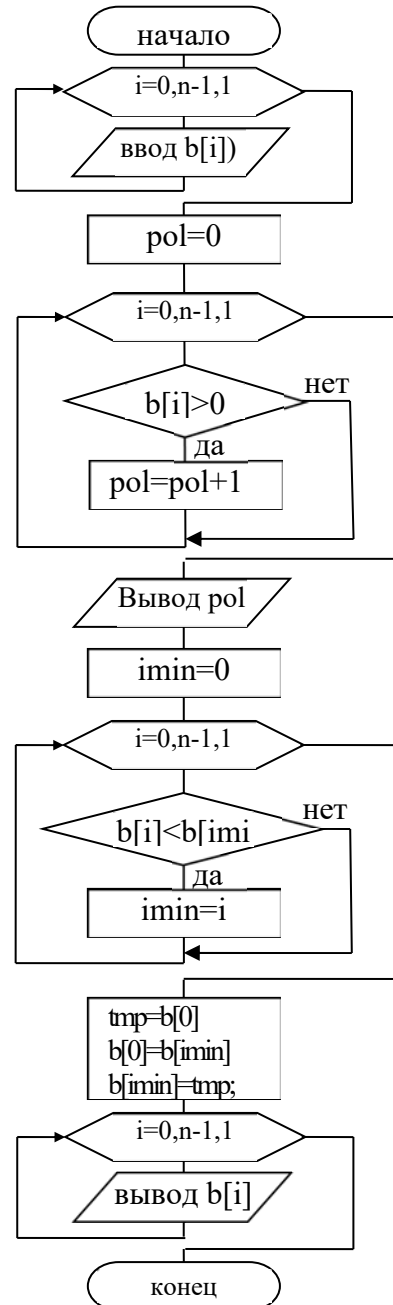 начало
i=0,n-1,1
ввод b[i])
pol=0
i=0,n-1,1
b[i]>0
нет
да
pol=pol+1
Вывод pol
imin=0
i=0,n-1,1
b[i]<b[imi
нет
да
imin=i
tmp=b[0]
b[0]=b[imin]
b[imin]=tmp;
i=0,n-1,1
вывод b[i]
конец